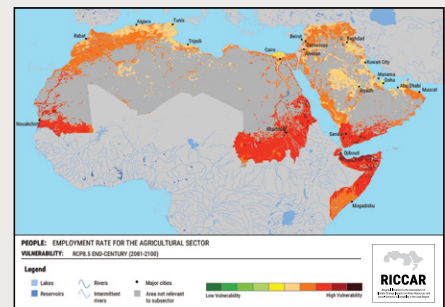 Algiers
Tunis
Rabat
Tripoli
Beirut
Damascus
Baghdad
Amman
Cairo
Kuwait City
Manama
Doha
Riyadh
Abu Dhabi
Muscat
Nouakchott
Khartoum
Sana'a
Djibouti
Mogadishu
PEOPLE: EMPLOYMENT RATE FOR THE AGRICULTURAL SECTOR
VULNERABILITY: RCP8.5 END-CENTURY (2081-2100)
Legend
Lakes
Rivers
Major cities
Reservoirs
Intermittent rivers
Area not relevant to subsector
Low Vulnerability
High Vulnerability
RICCAR